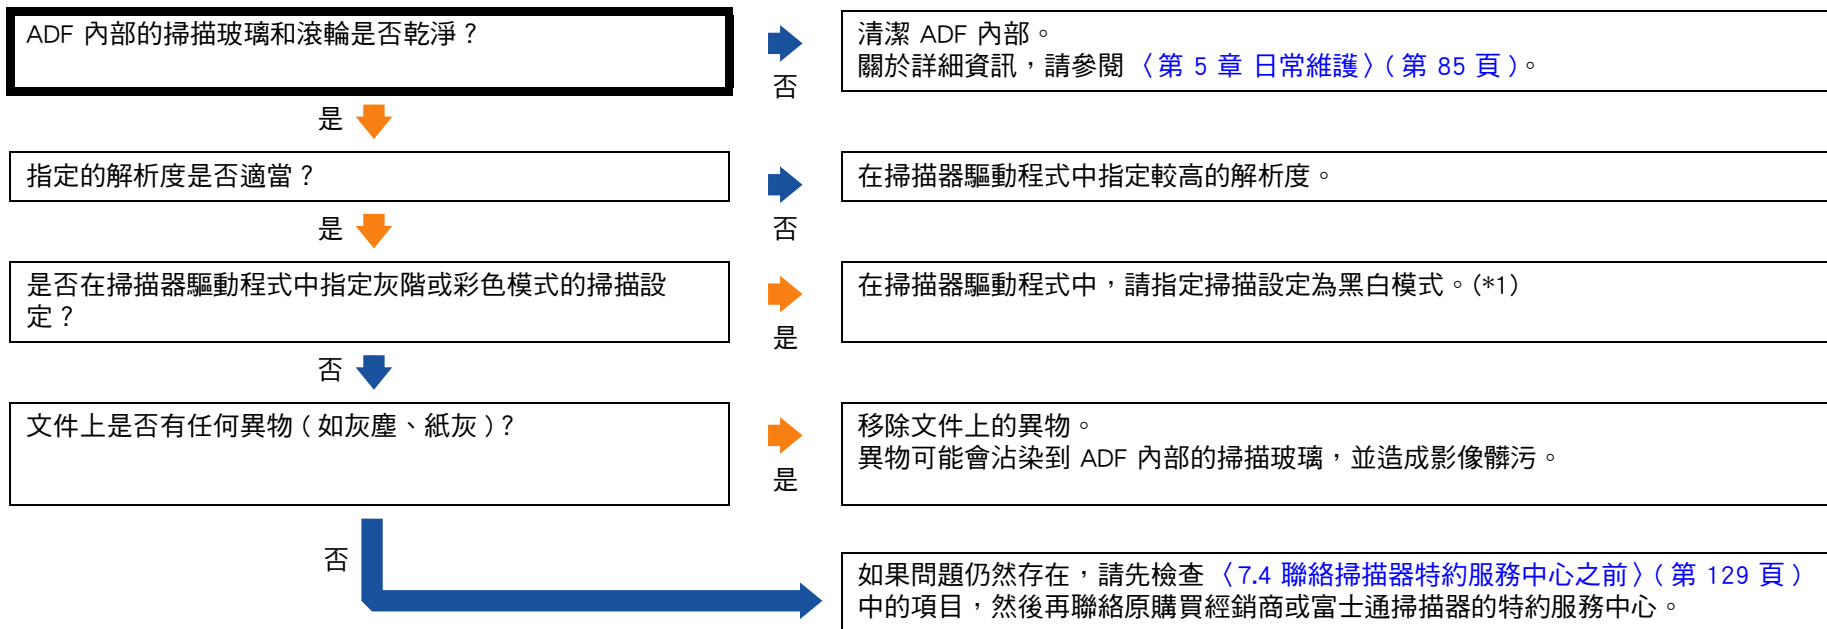 ADF 內部的掃描玻璃和滾輪是否乾淨？
否
清潔 ADF 內部。
關於詳細資訊，請參閱 〈第 5 章 日常維護〉( 第 85 頁 )。
是
指定的解析度是否適當？
否
在掃描器驅動程式中指定較高的解析度。
是
是否在掃描器驅動程式中指定灰階或彩色模式的掃描設
定？
是
在掃描器驅動程式中，請指定掃描設定為黑白模式。(*1)
否
文件上是否有任何異物 ( 如灰塵、紙灰 )？
是
移除文件上的異物。
異物可能會沾染到 ADF 內部的掃描玻璃，並造成影像髒污。
否
如果問題仍然存在，請先檢查 〈7.4 聯絡掃描器特約服務中心之前〉( 第 129 頁 )
中的項目，然後再聯絡原購買經銷商或富士通掃描器的特約服務中心。